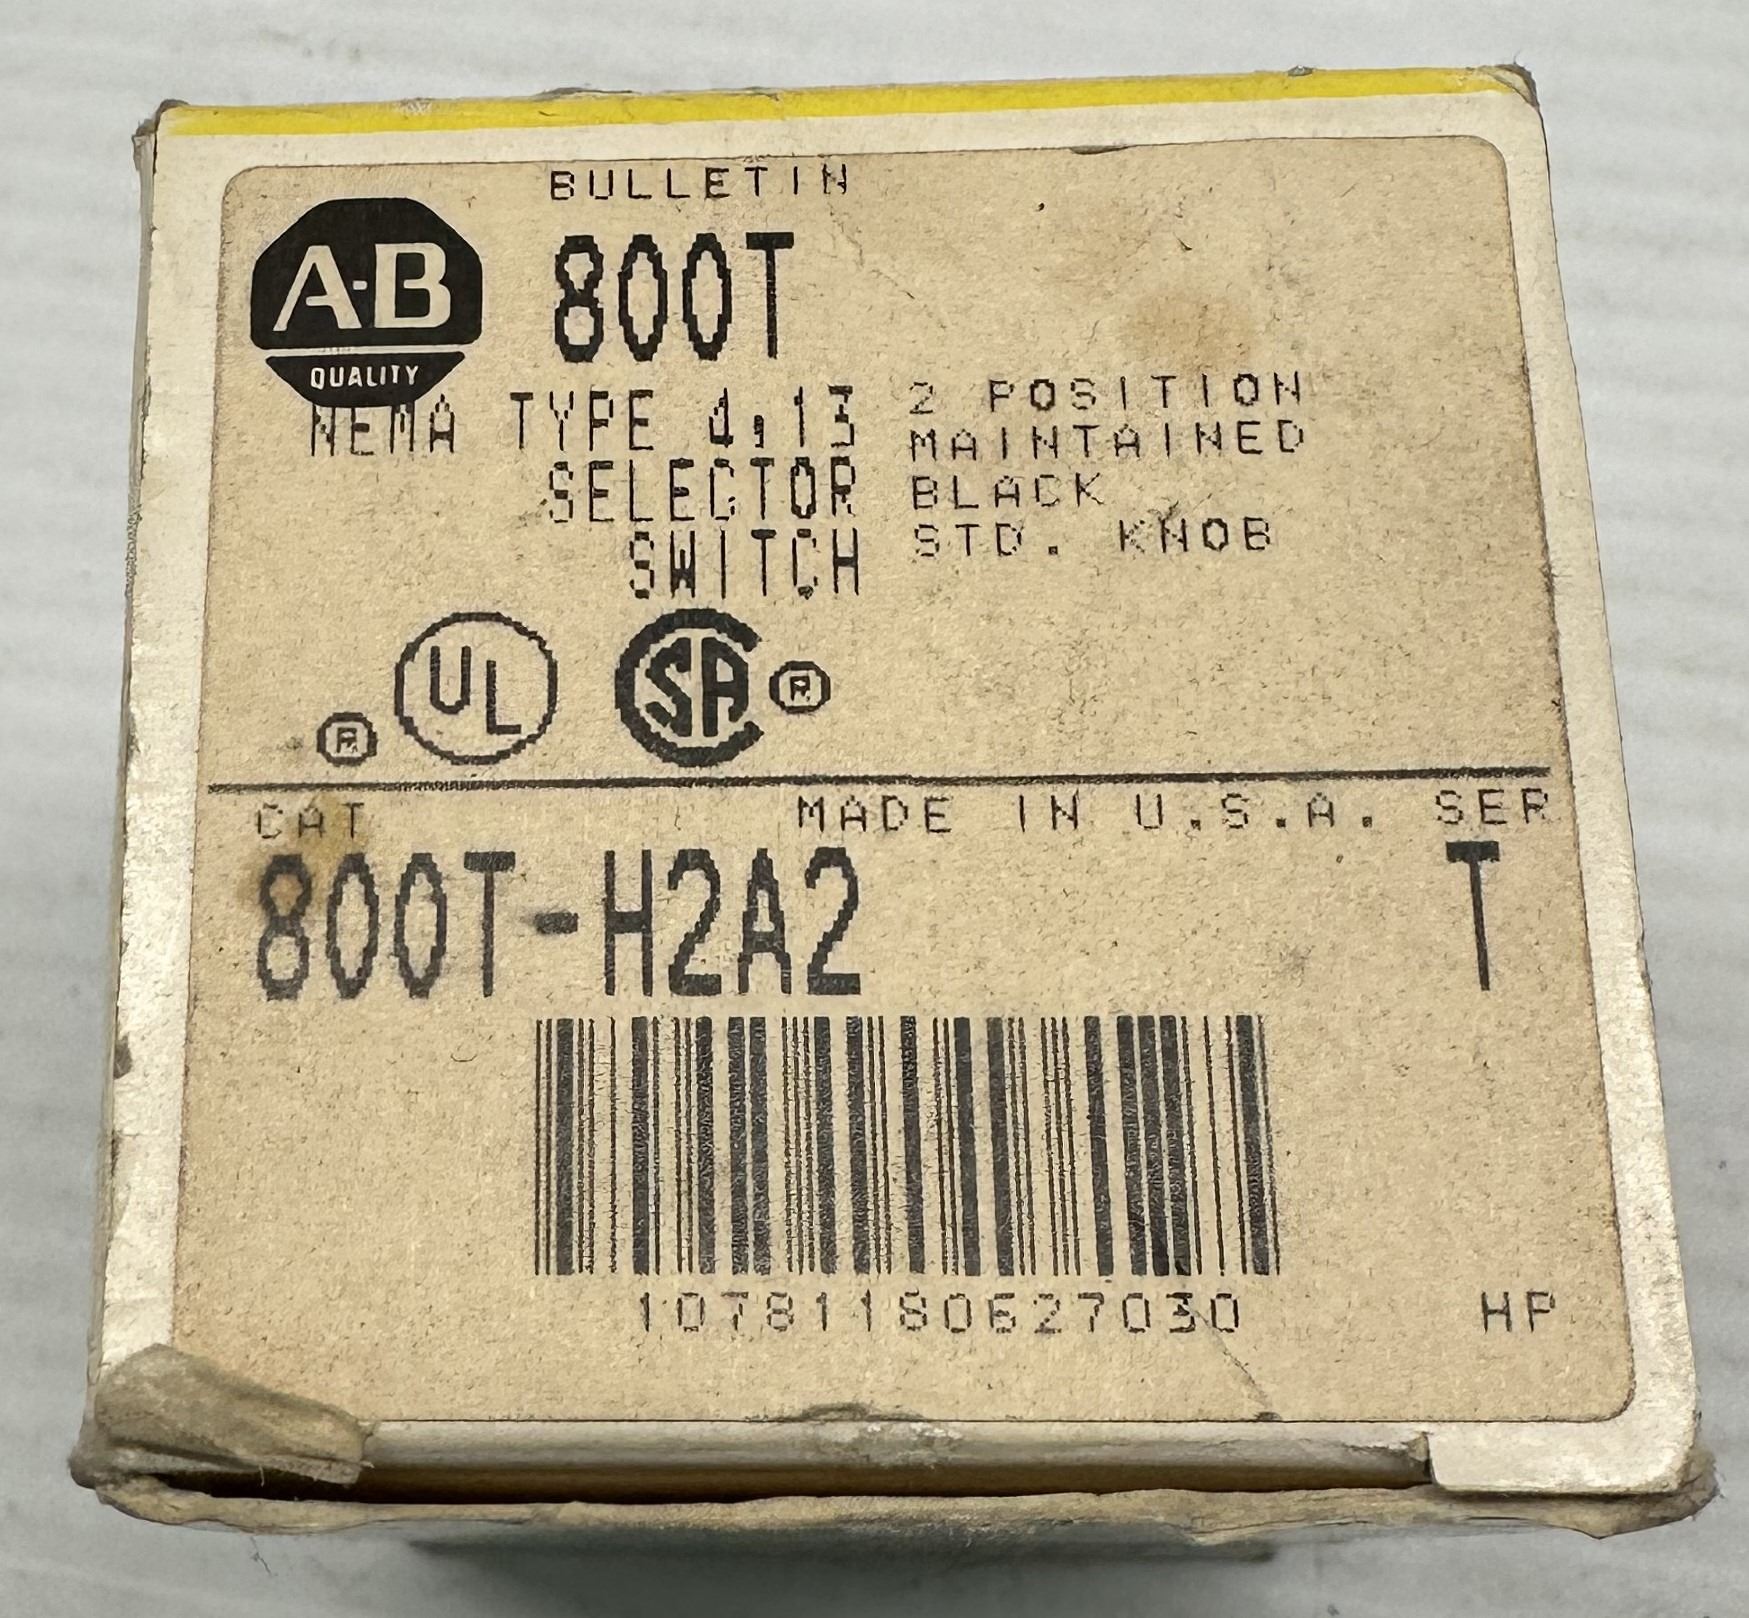 BULLETIN
A-B
QUALITY
800T
NEMA TYPE 4,13
SELECTOR
SWITCH
2 POSITION
MAINTAINED
BLACK
STD. KNOB
® UL
CSA ®
CAT
MADE IN U.S.A.
SER
800T-H2A2
T
10781180627030
HP